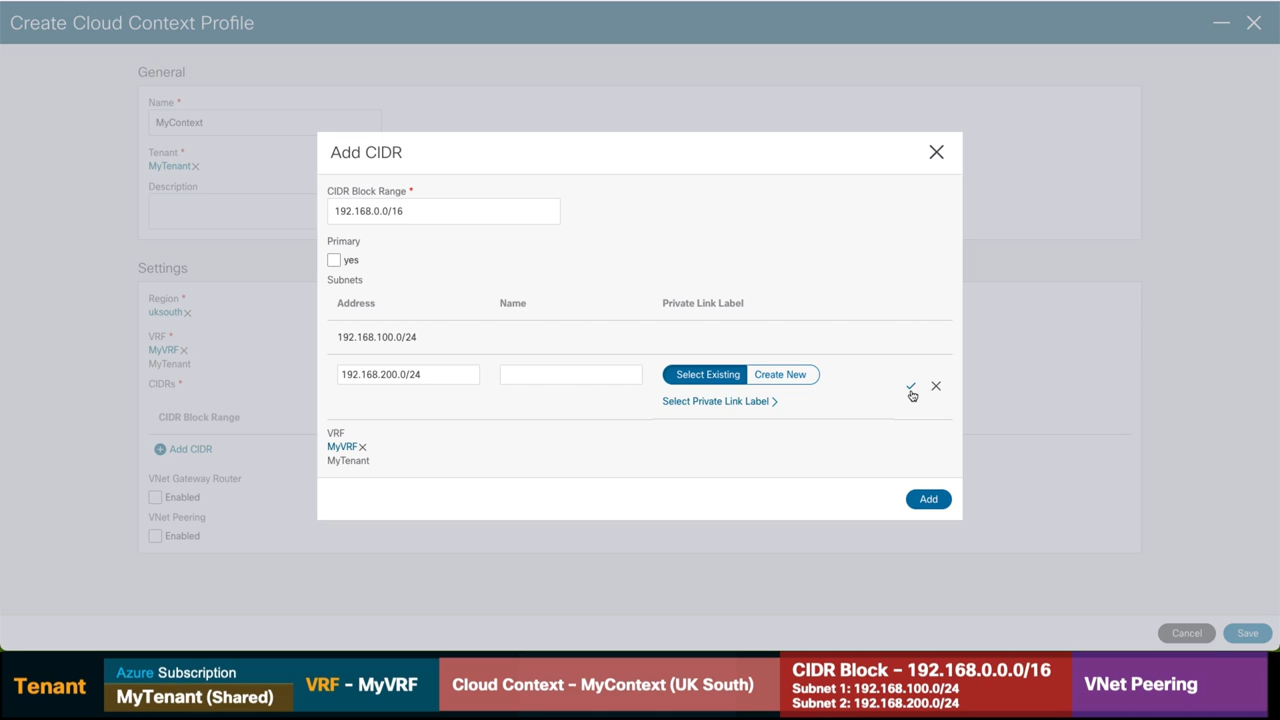 Create Cloud Context Profile
General
Name *
MyContext
Tenant *
MyTenant
Description
Settings
Region *
uksouth
VRF *
MyVRF
MyTenant
CIDRs *
CIDR Block Range
Add CIDR
VNet Gateway Router
Enabled
VNet Peering
Enabled
Add CIDR
CIDR Block Range *
192.168.0.0/16
Primary
yes
Subnets
Address Name Private Link Label
192.168.100.0/24
192.168.200.0/24 Select Existing Create New
Select Private Link Label
VRF
MyVRF
MyTenant
Add
Cancel Save
Tenant
Azure Subscription
MyTenant (Shared)
VRF - MyVRF
Cloud Context - MyContext (UK South)
CIDR Block - 192.168.0.0.0/16
Subnet 1: 192.168.100.0/24
Subnet 2: 192.168.200.0/24
VNet Peering